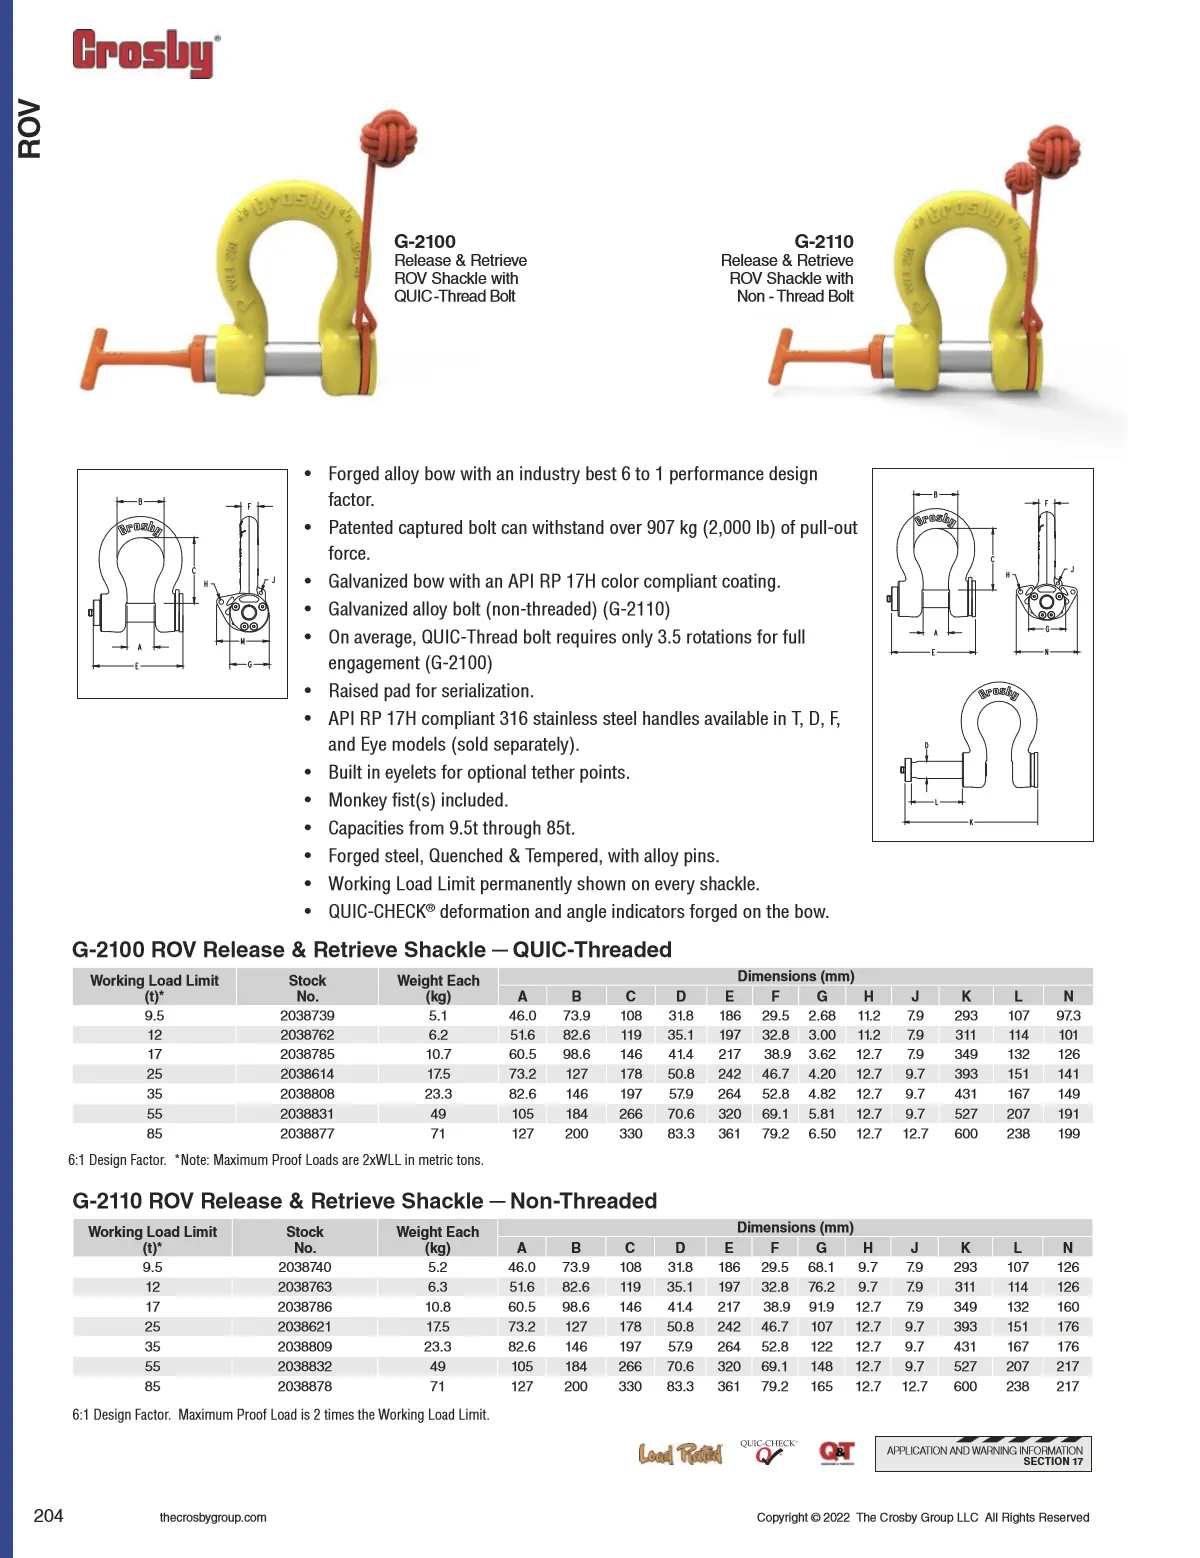 Crosby®
ROV
G-2100
Release & Retrieve
ROV Shackle with
QUIC-Thread Bolt
G-2110
Release & Retrieve
ROV Shackle with
Non - Thread Bolt
• Forged alloy bow with an industry best 6 to 1 performance design
factor.
• Patented captured bolt can withstand over 907 kg (2,000 lb) of pull-out
force.
• Galvanized bow with an API RP 17H color compliant coating.
• Galvanized alloy bolt (non-threaded) (G-2110)
• On average, QUIC-Thread bolt requires only 3.5 rotations for full
engagement (G-2100)
• Raised pad for serialization.
• API RP 17H compliant 316 stainless steel handles available in T, D, F,
and Eye models (sold separately).
• Built in eyelets for optional tether points.
• Monkey fist(s) included.
• Capacities from 9.5t through 85t.
• Forged steel, Quenched & Tempered, with alloy pins.
• Working Load Limit permanently shown on every shackle.
• QUIC-CHECK® deformation and angle indicators forged on the bow.
B F C H J A M E G
Crosby
B F C H J A G E N
Crosby
D L K
Crosby
G-2100 ROV Release & Retrieve Shackle — QUIC-Threaded
Working Load Limit (t)* Stock No. Weight Each (kg) Dimensions (mm)
A B C D E F G H J K L N
9.5 2038739 5.1 46.0 73.9 108 31.8 186 29.5 2.68 11.2 7.9 293 107 97.3
12 2038762 6.2 51.6 82.6 119 35.1 197 32.8 3.00 11.2 7.9 311 114 101
17 2038785 10.7 60.5 98.6 146 41.4 217 38.9 3.62 12.7 7.9 349 132 126
25 2038614 17.5 73.2 127 178 50.8 242 46.7 4.20 12.7 9.7 393 151 141
35 2038808 23.3 82.6 146 197 57.9 264 52.8 4.82 12.7 9.7 431 167 149
55 2038831 49 105 184 266 70.6 320 69.1 5.81 12.7 9.7 527 207 191
85 2038877 71 127 200 330 83.3 361 79.2 6.50 12.7 12.7 600 238 199
6:1 Design Factor. *Note: Maximum Proof Loads are 2xWLL in metric tons.
G-2110 ROV Release & Retrieve Shackle — Non-Threaded
Working Load Limit (t)* Stock No. Weight Each (kg) Dimensions (mm)
A B C D E F G H J K L N
9.5 2038740 5.2 46.0 73.9 108 31.8 186 29.5 68.1 9.7 7.9 293 107 126
12 2038763 6.3 51.6 82.6 119 35.1 197 32.8 76.2 9.7 7.9 311 114 126
17 2038786 10.8 60.5 98.6 146 41.4 217 38.9 91.9 12.7 7.9 349 132 160
25 2038621 17.5 73.2 127 178 50.8 242 46.7 107 12.7 9.7 393 151 176
35 2038809 23.3 82.6 146 197 57.9 264 52.8 122 12.7 9.7 431 167 176
55 2038832 49 105 184 266 70.6 320 69.1 148 12.7 9.7 527 207 217
85 2038878 71 127 200 330 83.3 361 79.2 165 12.7 12.7 600 238 217
6:1 Design Factor. Maximum Proof Load is 2 times the Working Load Limit.
Load Rated
QUIC-CHECK®
Q
Q&T
APPLICATION AND WARNING INFORMATION
SECTION 17
204
thecrosbygroup.com
Copyright © 2022 The Crosby Group LLC All Rights Reserved